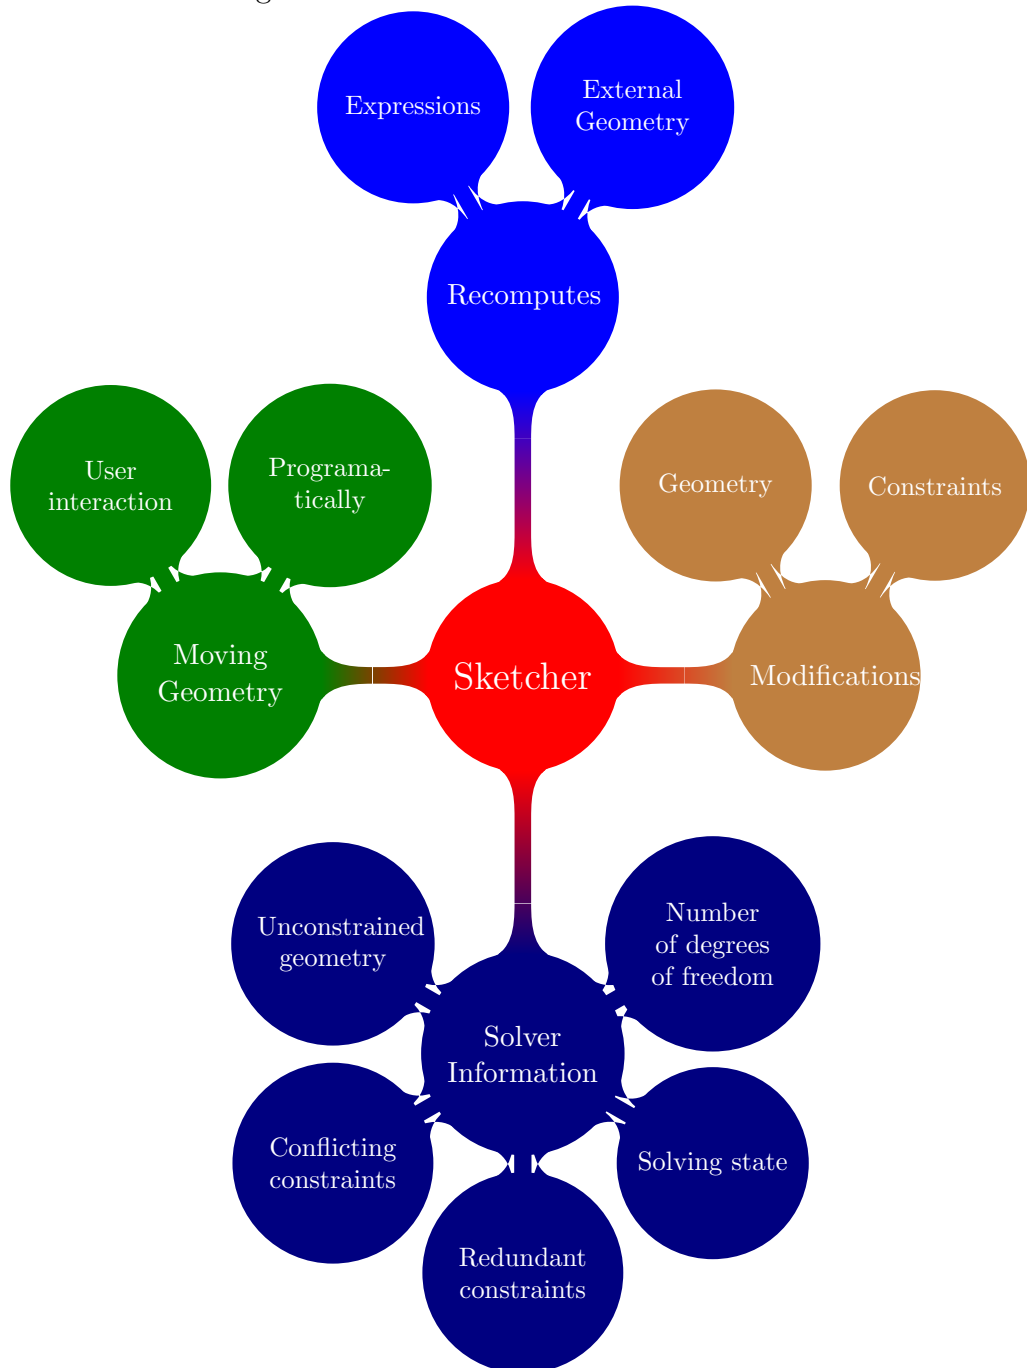 Expressions
External
Geometry
Recomputes
User
interaction
Programa-
tically
Geometry
Constraints
Moving
Geometry
Sketcher
Modifications
Unconstrained
geometry
Number
of degrees
of freedom
Solver
Information
Conflicting
constraints
Solving state
Redundant
constraints